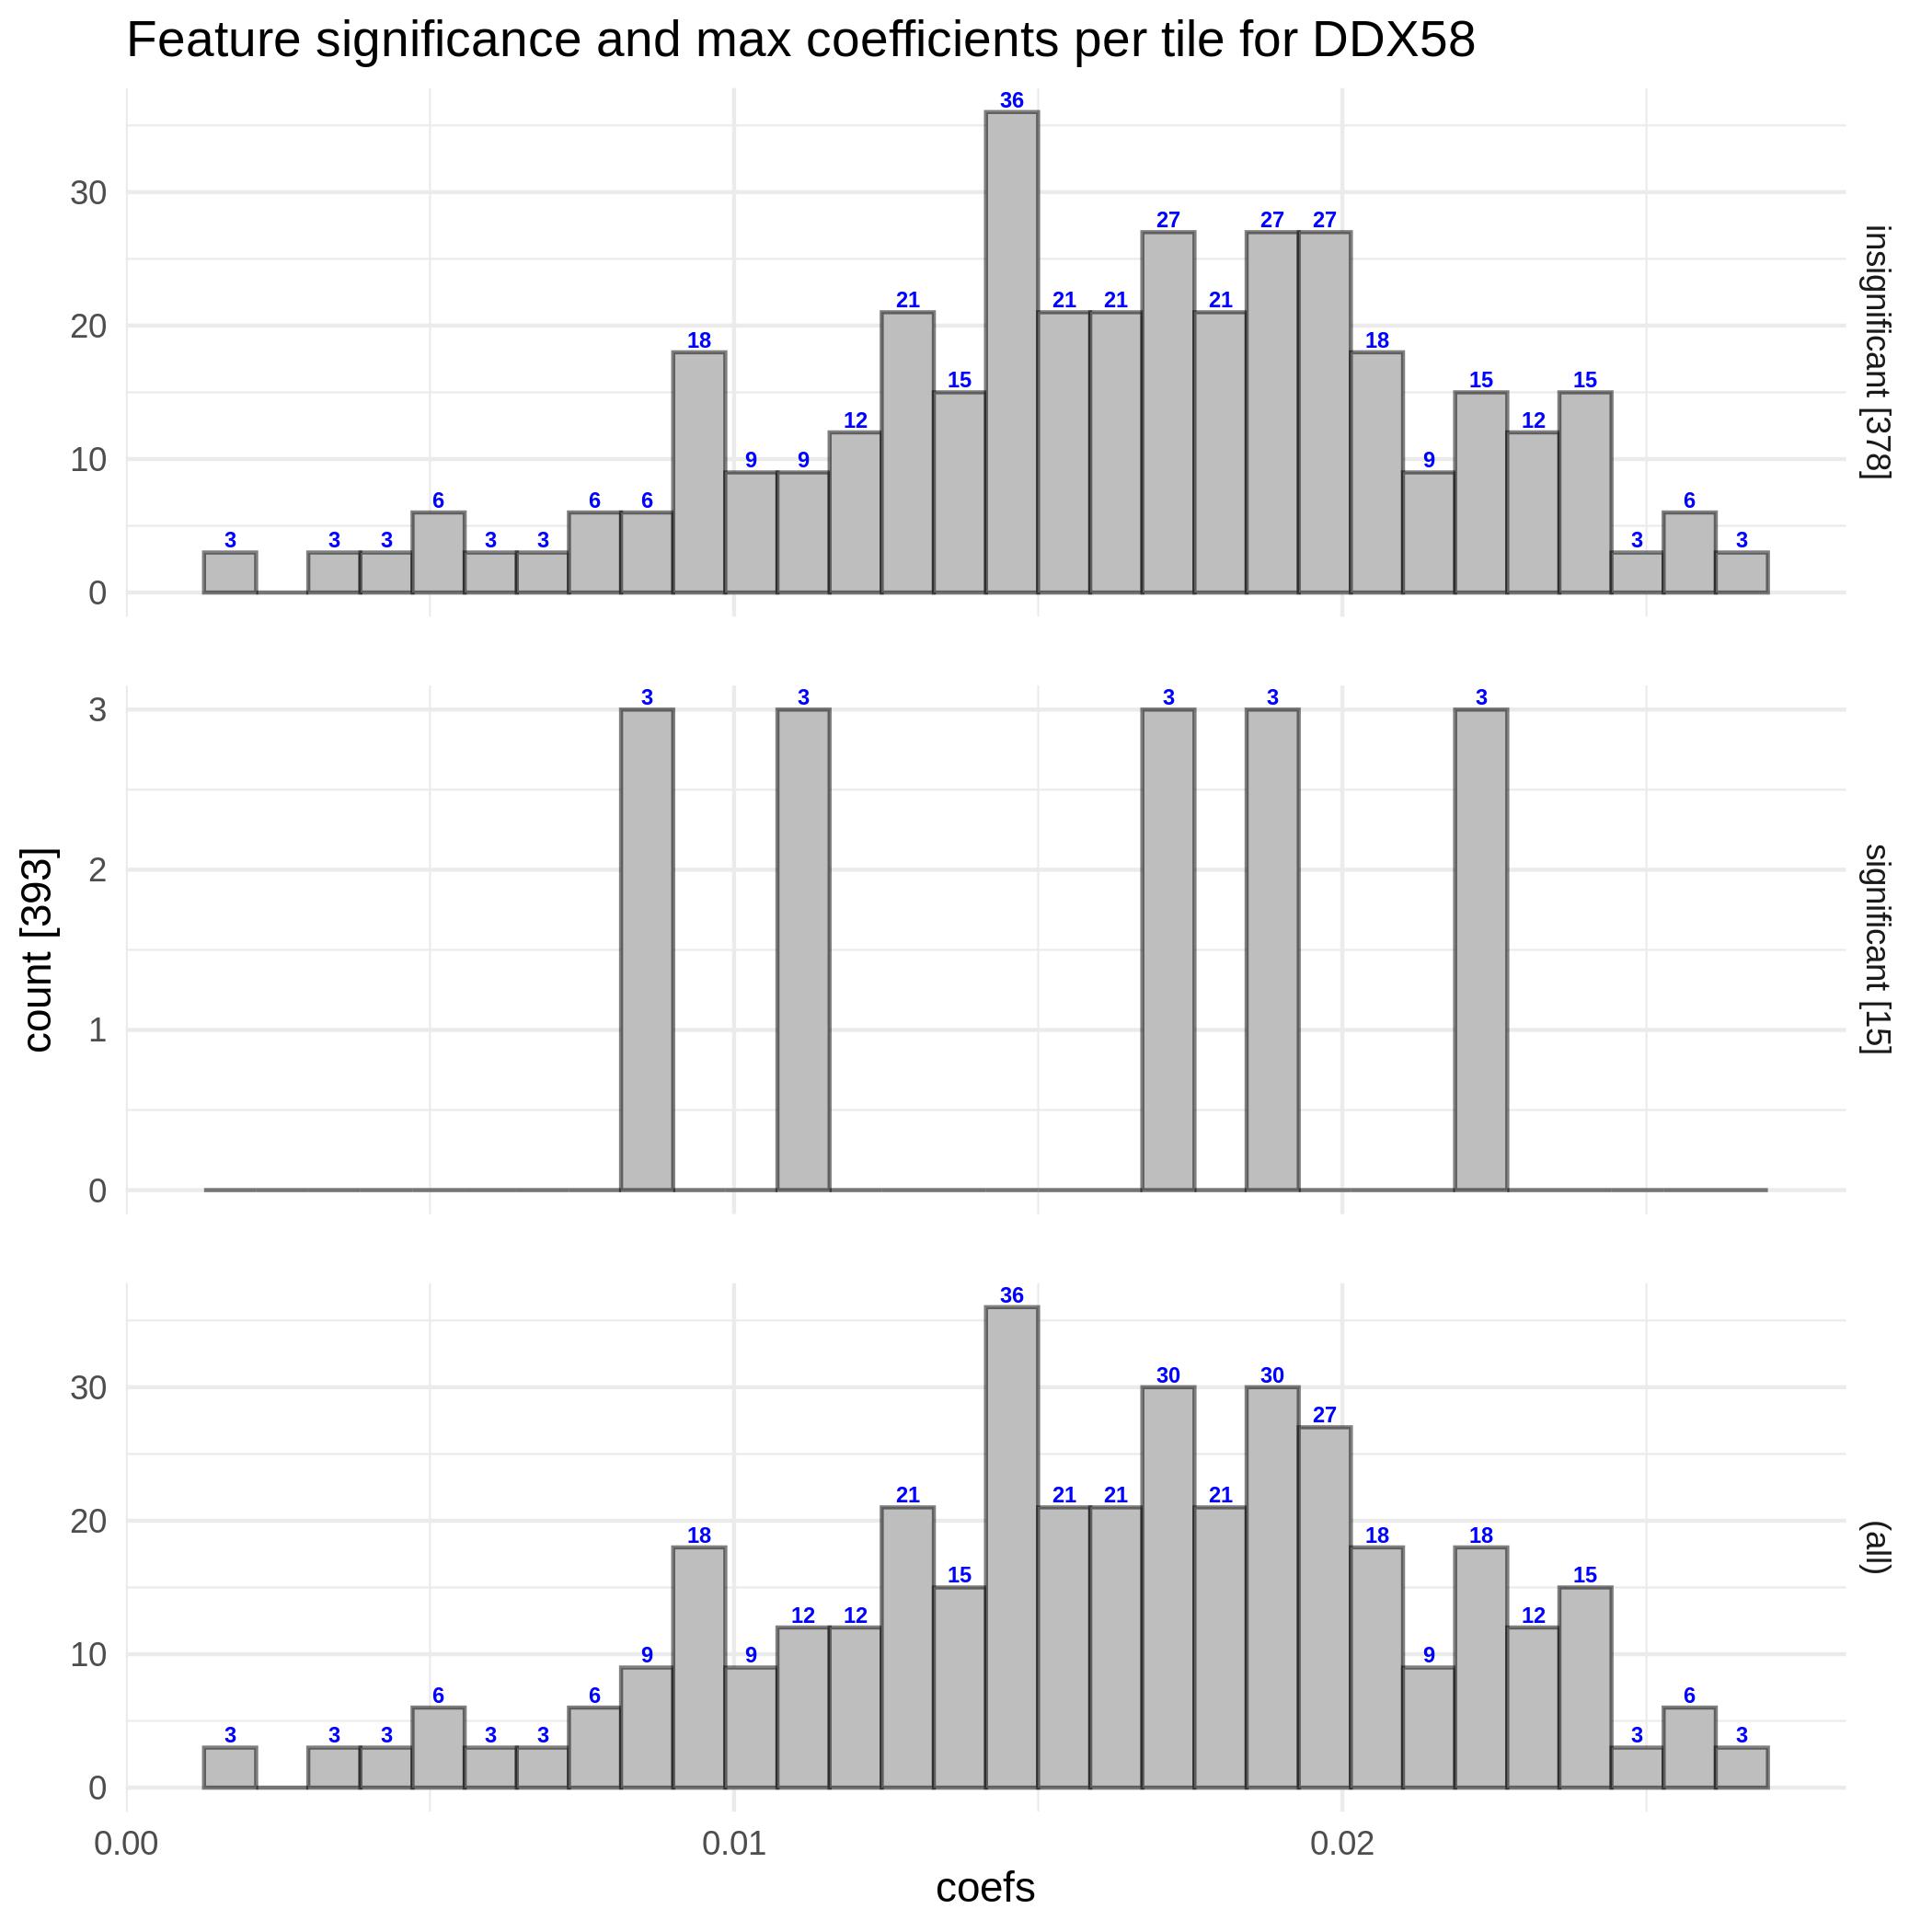 Feature significance and max coefficients per tile for DDX58
36
27 27 27
21 21 21 21
18 18
15 15 15
12 12
9 9 9
6 6 6 6
3 3 3 3 3 3 3
30
20
10
0
insignificant [378]
3 3 3 3 3
3
2
1
0
significant [15]
count [393]
36
30 30
27
21 21 21 21
18 18 18
15 15
12 12 12
9 9 9
6 6 6
3 3 3 3 3 3 3
30
20
10
0
(all)
0.00 0.01 0.02
coefs